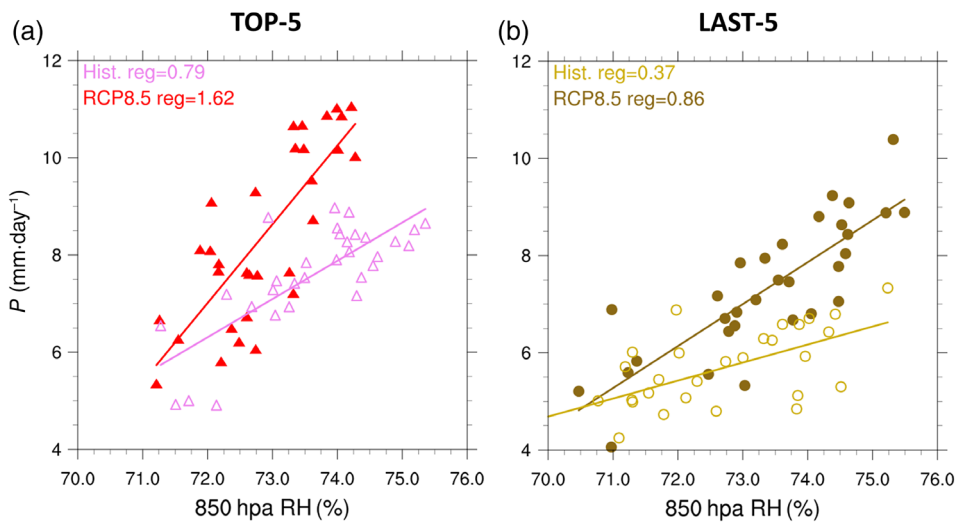 (a) TOP-5
Hist. reg=0.79
RCP8.5 reg=1.62
P (mm·day⁻¹)
12
10
8
6
4
70.0 71.0 72.0 73.0 74.0 75.0 76.0
850 hpa RH (%)
(b) LAST-5
Hist. reg=0.37
RCP8.5 reg=0.86
12
10
8
6
4
70.0 71.0 72.0 73.0 74.0 75.0 76.0
850 hpa RH (%)